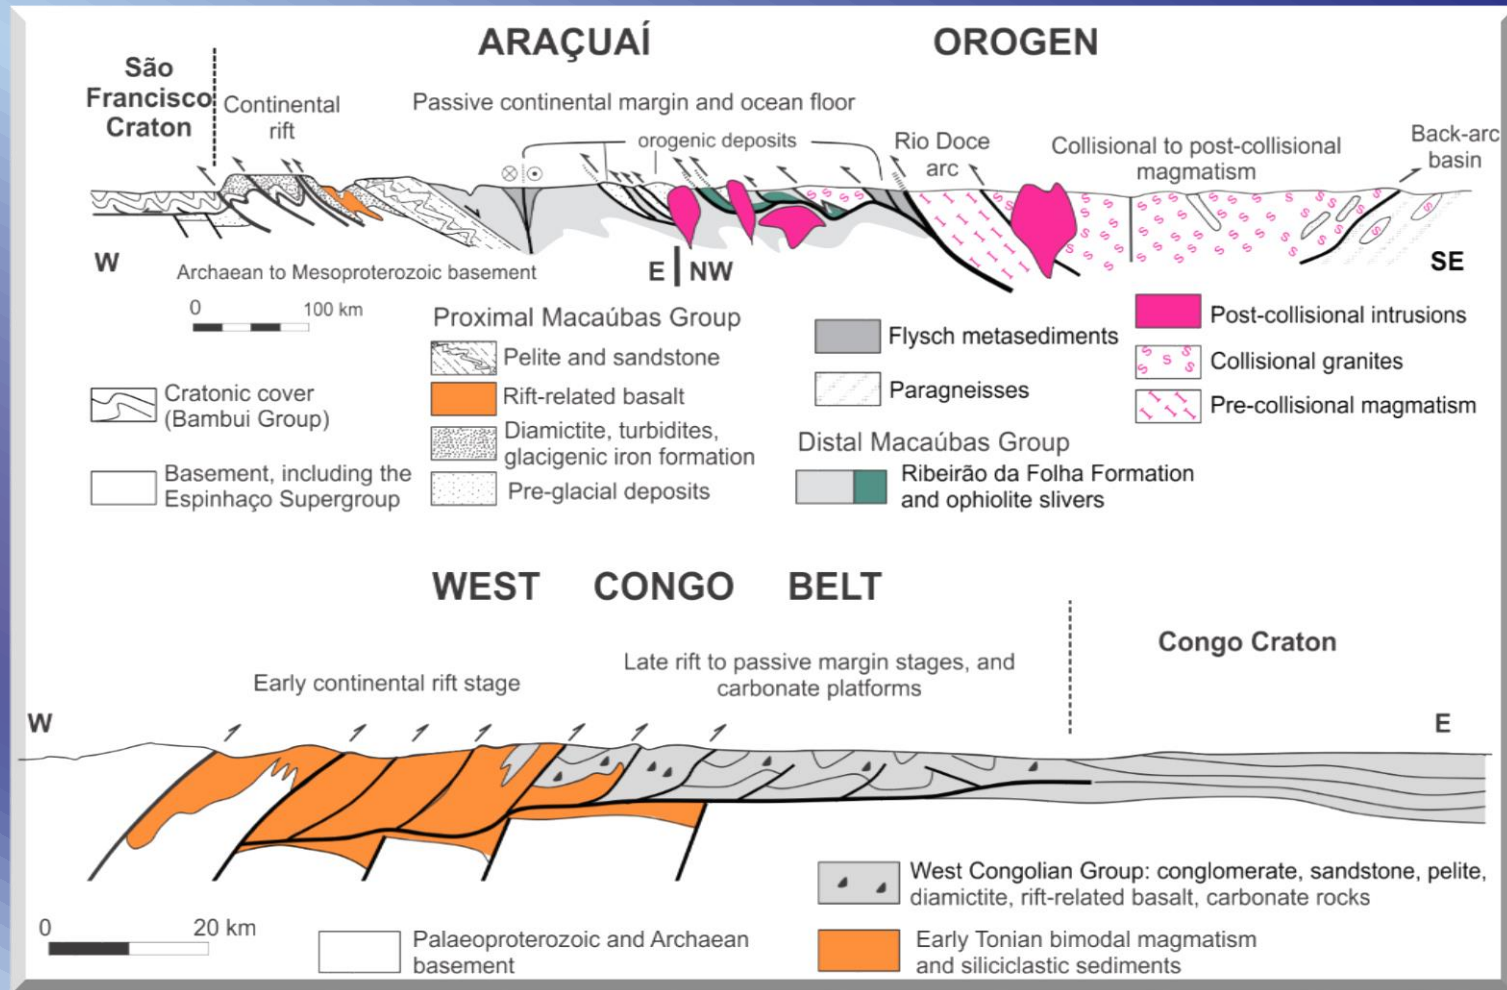 ARAÇUAÍ OROGEN
São
Francisco
Craton
Continental
rift
Passive continental margin and ocean floor
orogenic deposits
Rio Doce
arc
Collisional to post-collisional
magmatism
Back-arc
basin
W
E | NW
SE
Archaean to Mesoproterozoic basement
0 100 km
Cratonic cover
(Bambui Group)
Basement, including the
Espinhaço Supergroup
Proximal Macaúbas Group
Pelite and sandstone
Rift-related basalt
Diamictite, turbidites,
glacigenic iron formation
Pre-glacial deposits
Flysch metasediments
Paragneisses
Distal Macaúbas Group
Ribeirão da Folha Formation
and ophiolite slivers
Post-collisional intrusions
Collisional granites
Pre-collisional magmatism
WEST CONGO BELT
Early continental rift stage
Late rift to passive margin stages, and
carbonate platforms
Congo Craton
W
E
0 20 km
Palaeoproterozoic and Archaean
basement
West Congolian Group: conglomerate, sandstone, pelite,
diamictite, rift-related basalt, carbonate rocks
Early Tonian bimodal magmatism
and siliciclastic sediments